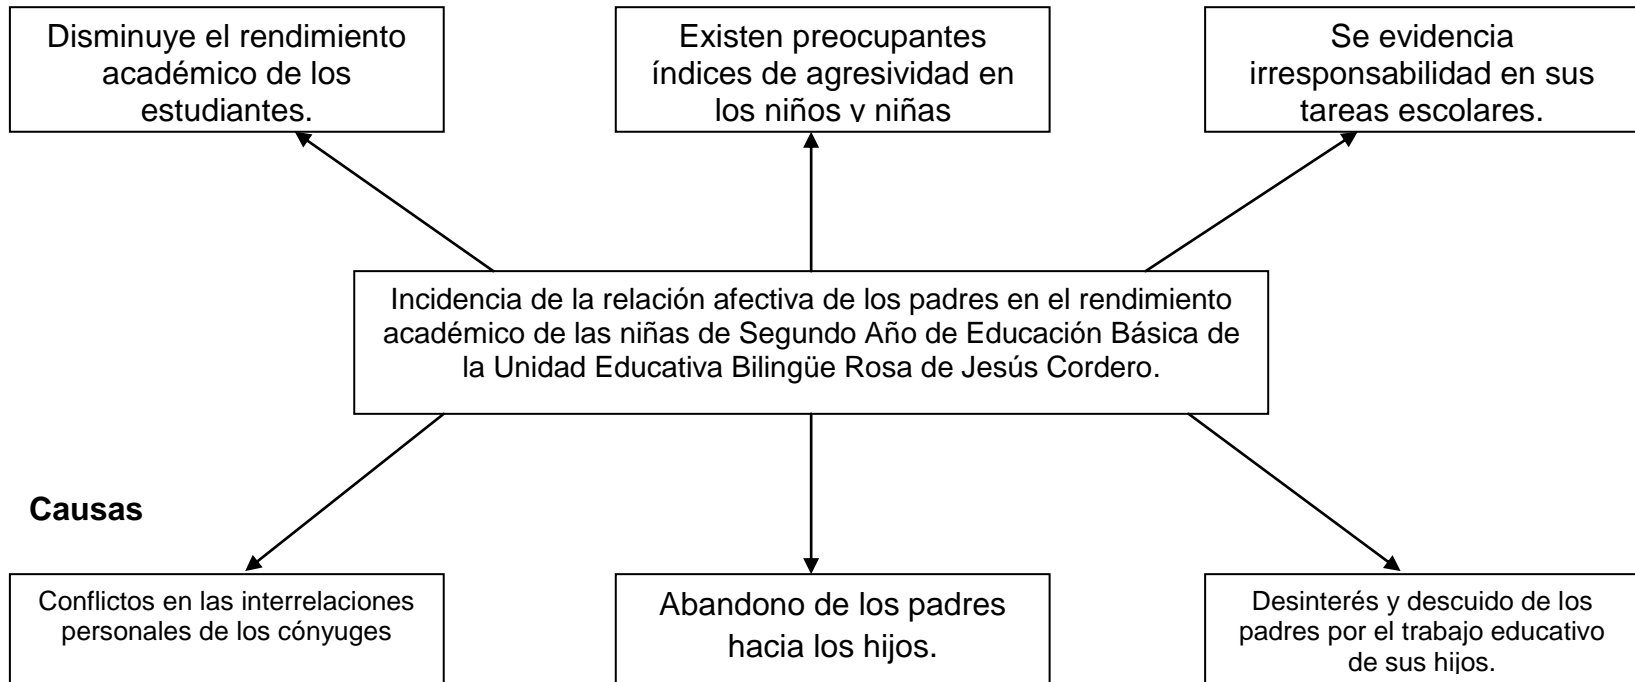 Disminuye el rendimiento
académico de los
estudiantes.
Existen preocupantes
índices de agresividad en
los niños y niñas
Se evidencia
irresponsabilidad en sus
tareas escolares.
Incidencia de la relación afectiva de los padres en el rendimiento
académico de las niñas de Segundo Año de Educación Básica de
la Unidad Educativa Bilingüe Rosa de Jesús Cordero.
Causas
Conflictos en las interrelaciones
personales de los cónyuges
Abandono de los padres
hacia los hijos.
Desinterés y descuido de los
padres por el trabajo educativo
de sus hijos.